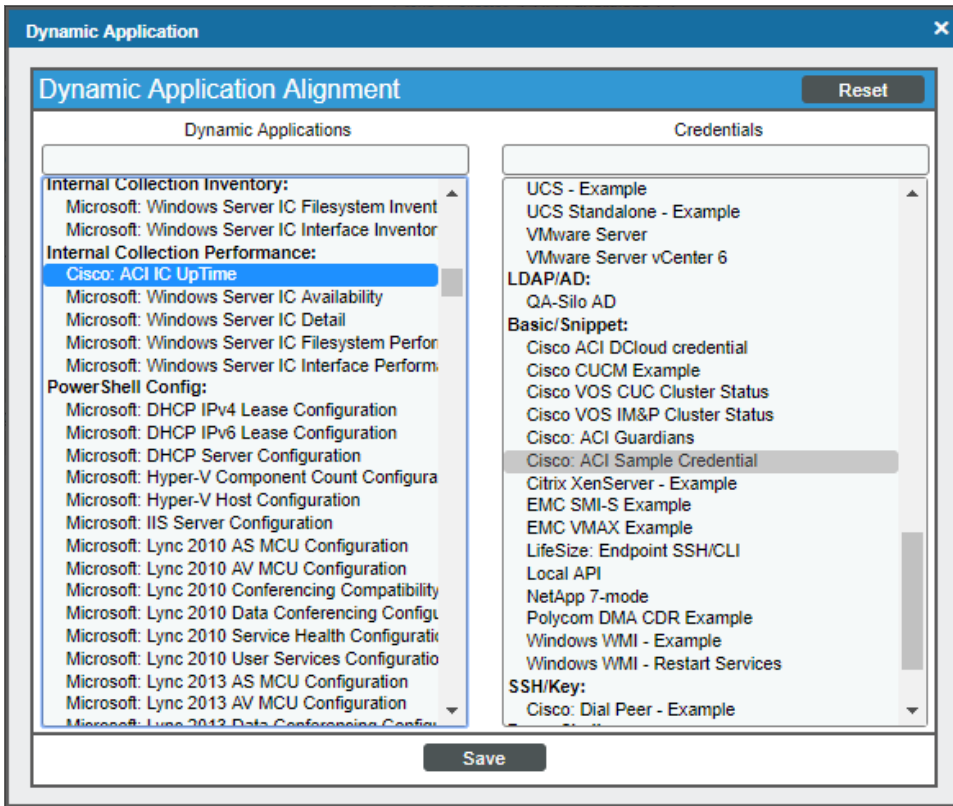 Dynamic Application
Dynamic Application Alignment
Reset
Dynamic Applications
Internal Collection Inventory:
Microsoft: Windows Server IC Filesystem Invent
Microsoft: Windows Server IC Interface Inventor
Internal Collection Performance:
Cisco: ACI IC UpTime
Microsoft: Windows Server IC Availability
Microsoft: Windows Server IC Detail
Microsoft: Windows Server IC Filesystem Perfor
Microsoft: Windows Server IC Interface Performa
PowerShell Config:
Microsoft: DHCP IPv4 Lease Configuration
Microsoft: DHCP IPv6 Lease Configuration
Microsoft: DHCP Server Configuration
Microsoft: Hyper-V Component Count Configura
Microsoft: Hyper-V Host Configuration
Microsoft: IIS Server Configuration
Microsoft: Lync 2010 AS MCU Configuration
Microsoft: Lync 2010 AV MCU Configuration
Microsoft: Lync 2010 Conferencing Compatibility
Microsoft: Lync 2010 Data Conferencing Configu
Microsoft: Lync 2010 Service Health Configuratio
Microsoft: Lync 2010 User Services Configuratio
Microsoft: Lync 2013 AS MCU Configuration
Microsoft: Lync 2013 AV MCU Configuration
Microsoft: Lync 2013 Data Conferencing Configu
Credentials
UCS - Example
UCS Standalone - Example
VMware Server
VMware Server vCenter 6
LDAP/AD:
QA-Silo AD
Basic/Snippet:
Cisco ACI DCloud credential
Cisco CUCM Example
Cisco VOS CUC Cluster Status
Cisco VOS IM&P Cluster Status
Cisco: ACI Guardians
Cisco: ACI Sample Credential
Citrix XenServer - Example
EMC SMI-S Example
EMC VMAX Example
LifeSize: Endpoint SSH/CLI
Local API
NetApp 7-mode
Polycom DMA CDR Example
Windows WMI - Example
Windows WMI - Restart Services
SSH/Key:
Cisco: Dial Peer - Example
Save